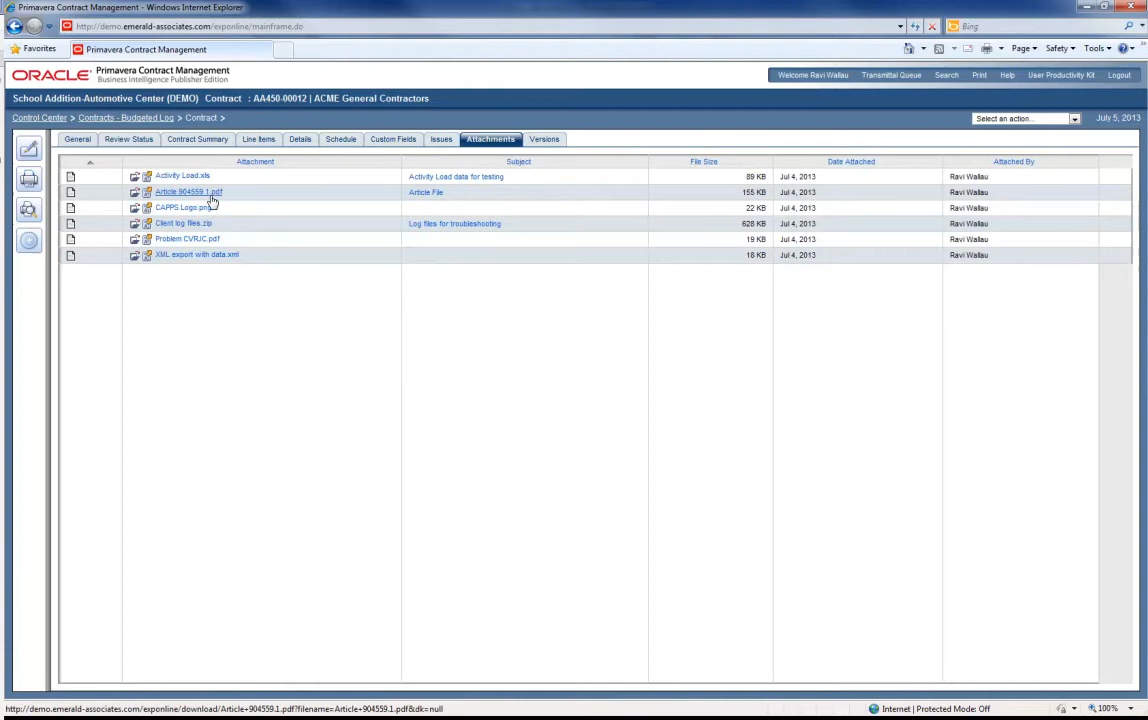 Primavera Contract Management - Windows Internet Explorer
http://demo.emerald-associates.com/exponline/mainframe.do
Bing
Favorites
Primavera Contract Management
Page
Safety
Tools
ORACLE
Primavera Contract Management
Business Intelligence Publisher Edition
Welcome Ravi Wallau
Transmittal Queue
Search
Print
Help
User Productivity Kit
Logout
School Addition-Automotive Center (DEMO) Contract : AA450-00012 | ACME General Contractors
Control Center > Contracts - Budgeted Log > Contract >
Select an action...
July 5, 2013
General Review Status Contract Summary Line Items Details Schedule Custom Fields Issues Attachments Versions
Attachment Subject File Size Date Attached Attached By
Activity Load.xls Activity Load data for testing 89 KB Jul 4, 2013 Ravi Wallau
Article 904559.1.pdf Article File 155 KB Jul 4, 2013 Ravi Wallau
CAPPS Logo.png 22 KB Jul 4, 2013 Ravi Wallau
Client log files.zip Log files for troubleshooting 628 KB Jul 4, 2013 Ravi Wallau
Problem CVRJC.pdf 19 KB Jul 4, 2013 Ravi Wallau
XML export with data.xml 18 KB Jul 4, 2013 Ravi Wallau
http://demo.emerald-associates.com/exponline/download/Article+904559.1.pdf?filename=Article+904559.1.pdf&dk=null
Internet | Protected Mode: Off
100%